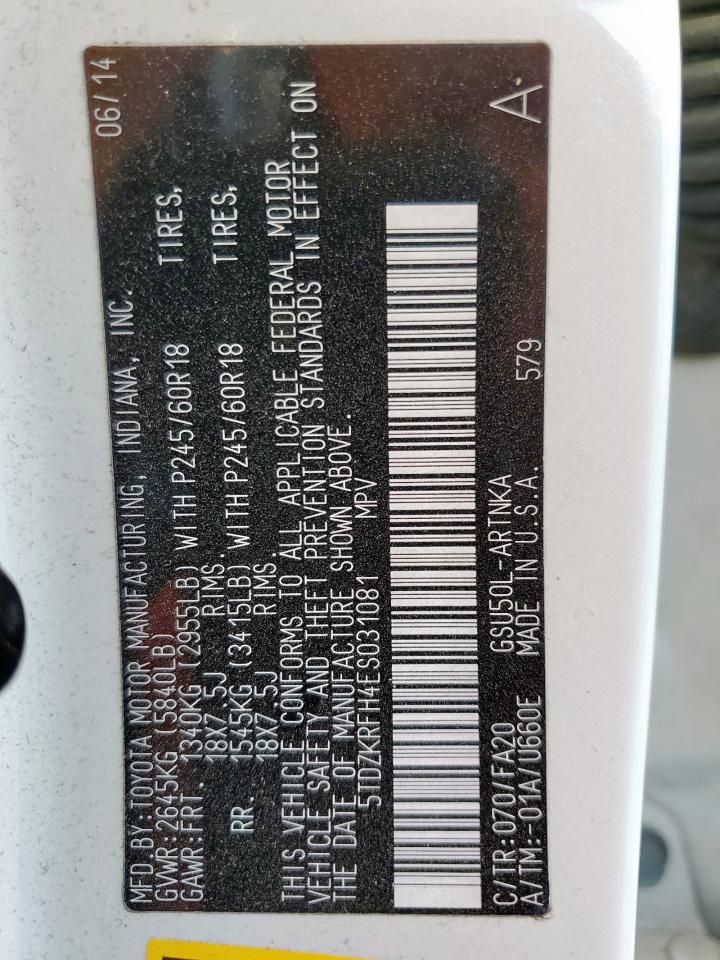 MFD.BY:TOYOTA MOTOR MANUFACTURING, INDIANA, INC. 06/14
GVWR:2645KG (5840LB)
GAWR:FRT. 1340KG (2955LB) WITH P245/60R18 TIRES,
18X7.5J RIMS.
RR. 1545KG (3415LB) WITH P245/60R18 TIRES,
18X7.5J RIMS.
THIS VEHICLE CONFORMS TO ALL APPLICABLE FEDERAL MOTOR
VEHICLE SAFETY AND THEFT PREVENTION STANDARDS IN EFFECT ON
THE DATE OF MANUFACTURE SHOWN ABOVE.
5TDZKRFH4ES031081 MPV
C/TR:070/FA20 GSU50L-ARTNKA A
A/TM:-01A/U660E MADE IN U.S.A. 579